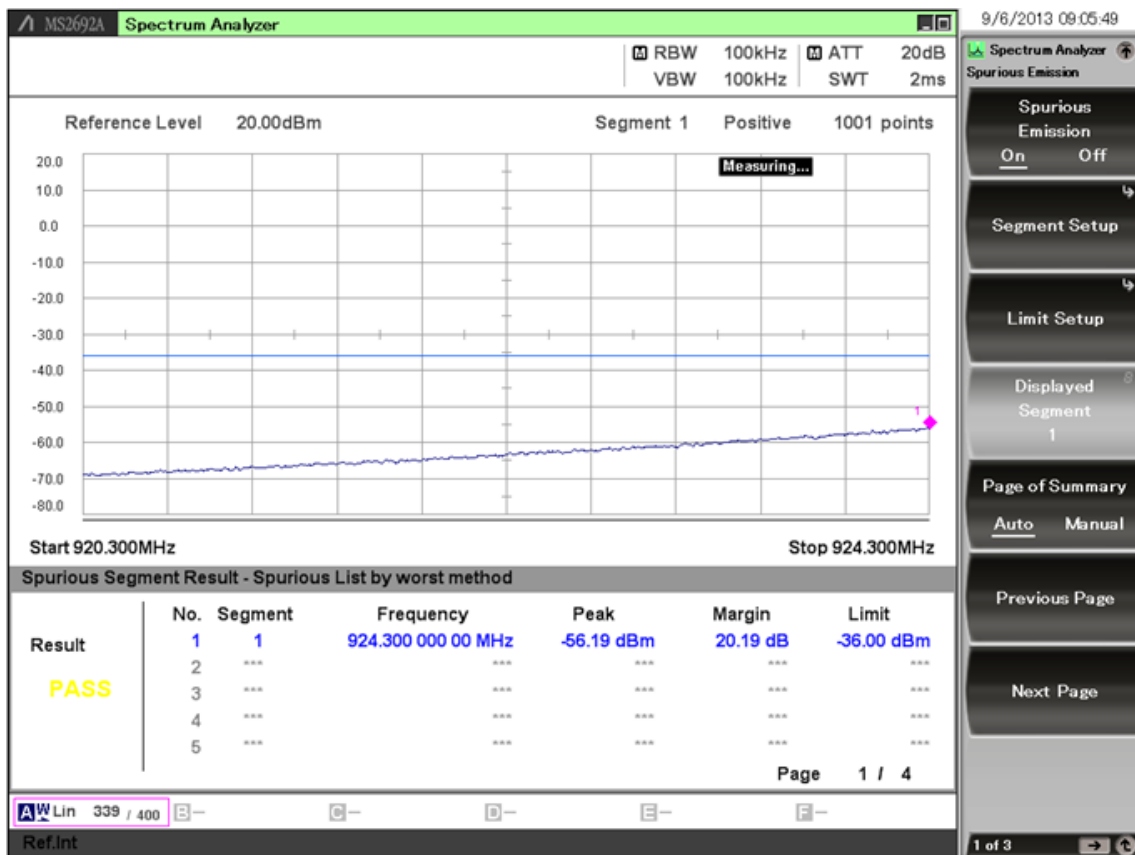 MS2692A Spectrum Analyzer
9/6/2013 09:05:49
M RBW 100kHz M ATT 20dB
VBW 100kHz SWT 2ms
Reference Level 20.00dBm Segment 1 Positive 1001 points
Measuring...
20.0
10.0
0.0
-10.0
-20.0
-30.0
-40.0
-50.0
-60.0
-70.0
-80.0
1
Start 920.300MHz Stop 924.300MHz
Spurious Segment Result - Spurious List by worst method
No. Segment Frequency Peak Margin Limit
Result 1 1 924.300 000 00 MHz -56.19 dBm 20.19 dB -36.00 dBm
2 *** *** *** *** ***
PASS 3 *** *** *** *** ***
4 *** *** *** *** ***
5 *** *** *** *** ***
Page 1 / 4
A W Lin 339 / 400 B- C- D- E- F-
Ref.Int
Spectrum Analyzer
Spurious Emission
Spurious
Emission
On Off
Segment Setup
Limit Setup
Displayed
Segment
1
Page of Summary
Auto Manual
Previous Page
Next Page
1 of 3